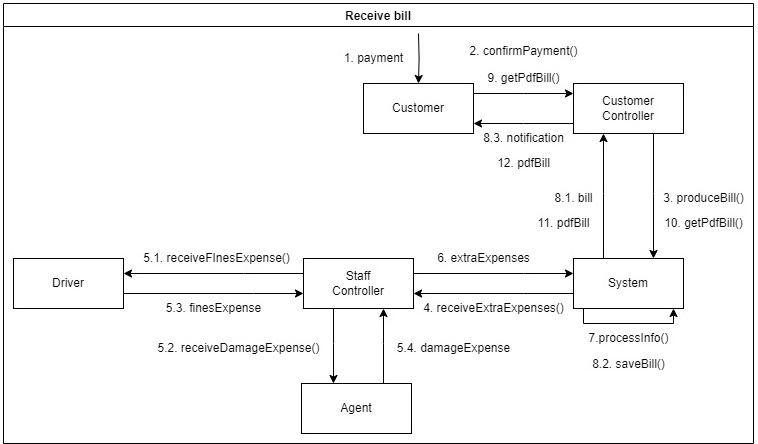 Receive bill
1. payment
2. confirmPayment()
9. getPdfBill()
Customer
Customer
Controller
8.3. notification
12. pdfBill
8.1. bill
11. pdfBill
3. produceBill()
10. getPdfBill()
5.1. receiveFInesExpense()
6. extraExpenses
Driver
Staff
Controller
System
5.3. finesExpense
4. receiveExtraExpenses()
5.2. receiveDamageExpense()
5.4. damageExpense
7.processInfo()
8.2. saveBill()
Agent